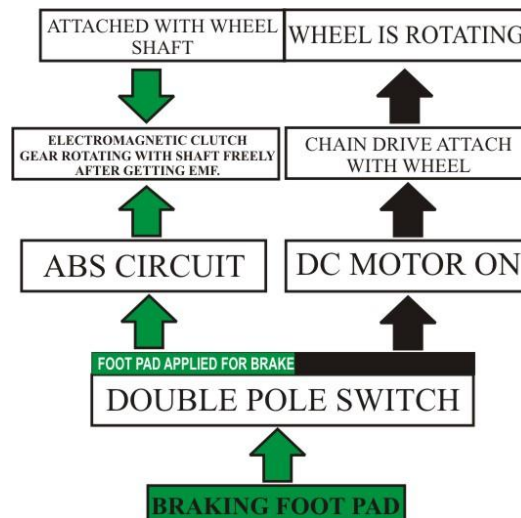 ATTACHED WITH WHEEL
SHAFT
WHEEL IS ROTATING
ELECTROMAGNETIC CLUTCH
GEAR ROTATING WITH SHAFT FREELY
AFTER GETTING EMF.
CHAIN DRIVE ATTACH
WITH WHEEL
ABS CIRCUIT
DC MOTOR ON
FOOT PAD APPLIED FOR BRAKE
DOUBLE POLE SWITCH
BRAKING FOOT PAD